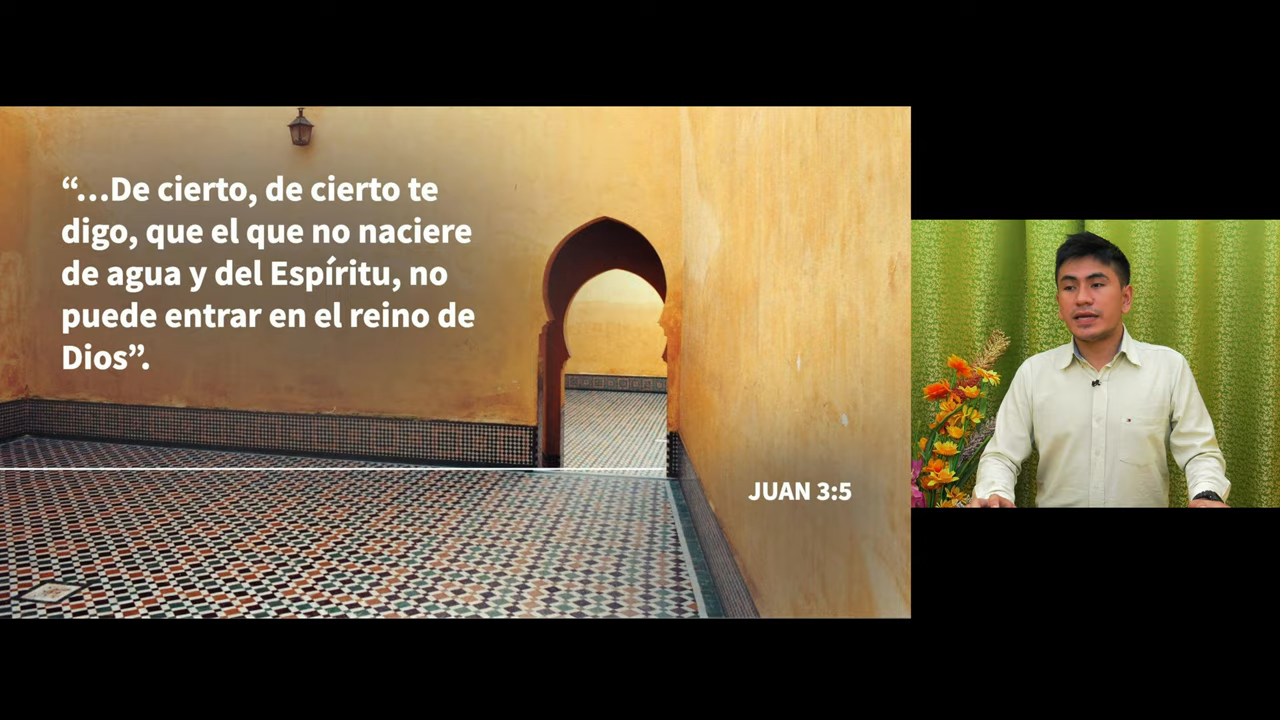 “...De cierto, de cierto te
digo, que el que no naciere
de agua y del Espíritu, no
puede entrar en el reino de
Dios”.
JUAN 3:5